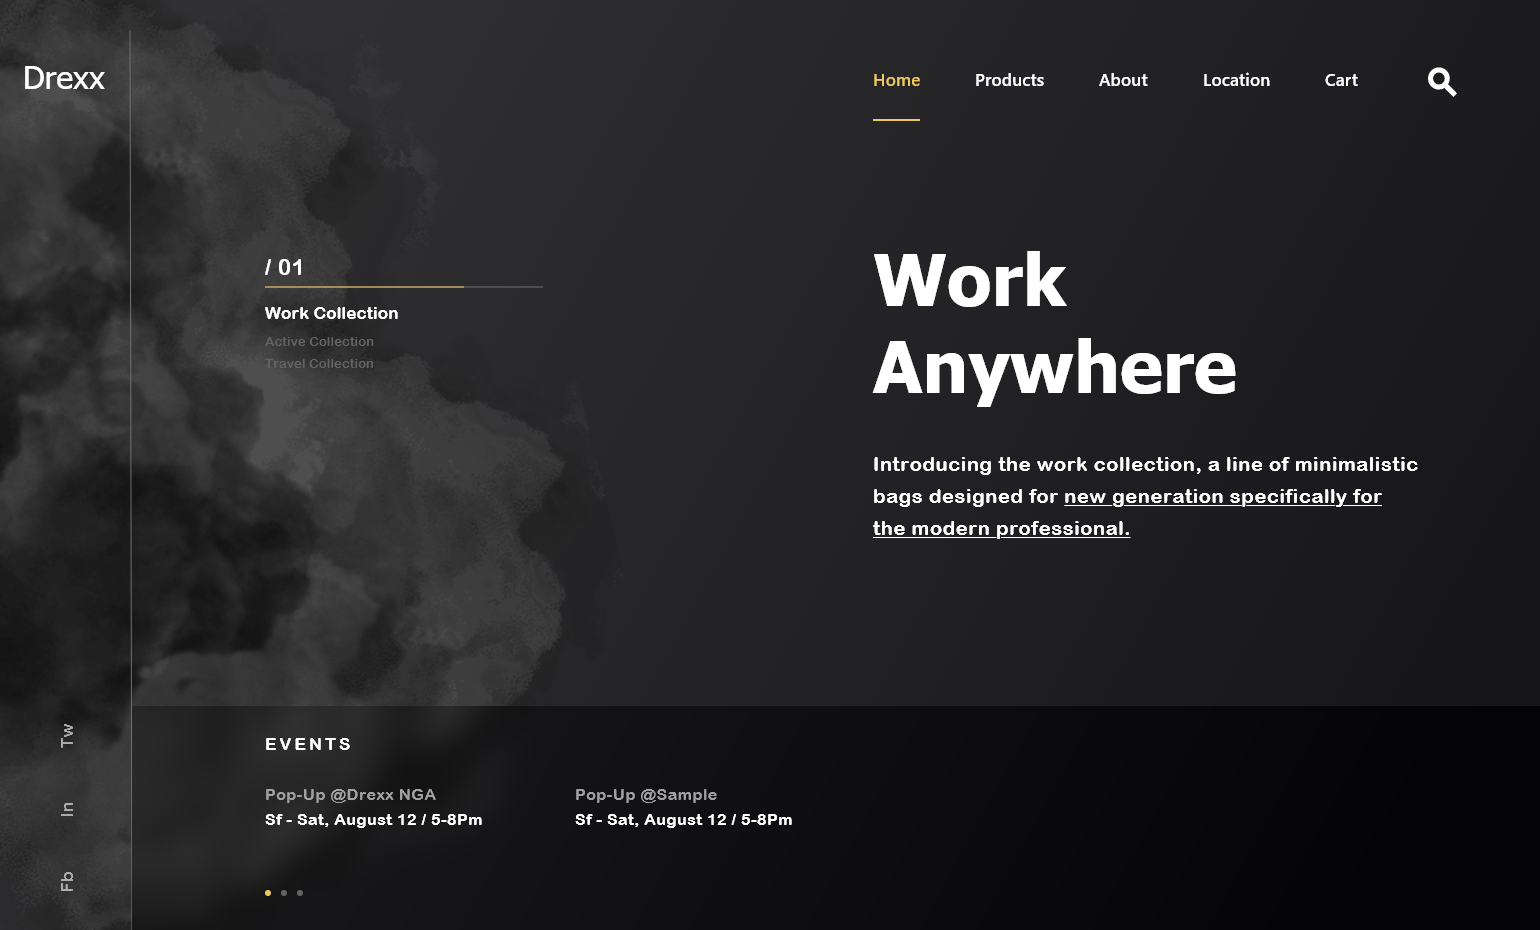 Drexx
Home Products About Location Cart
/ 01
Work Collection
Active Collection
Travel Collection
Work
Anywhere
Introducing the work collection, a line of minimalistic
bags designed for new generation specifically for
the modern professional.
Tw
In
Fb
EVENTS
Pop-Up @Drexx NGA
Sf - Sat, August 12 / 5-8Pm
Pop-Up @Sample
Sf - Sat, August 12 / 5-8Pm